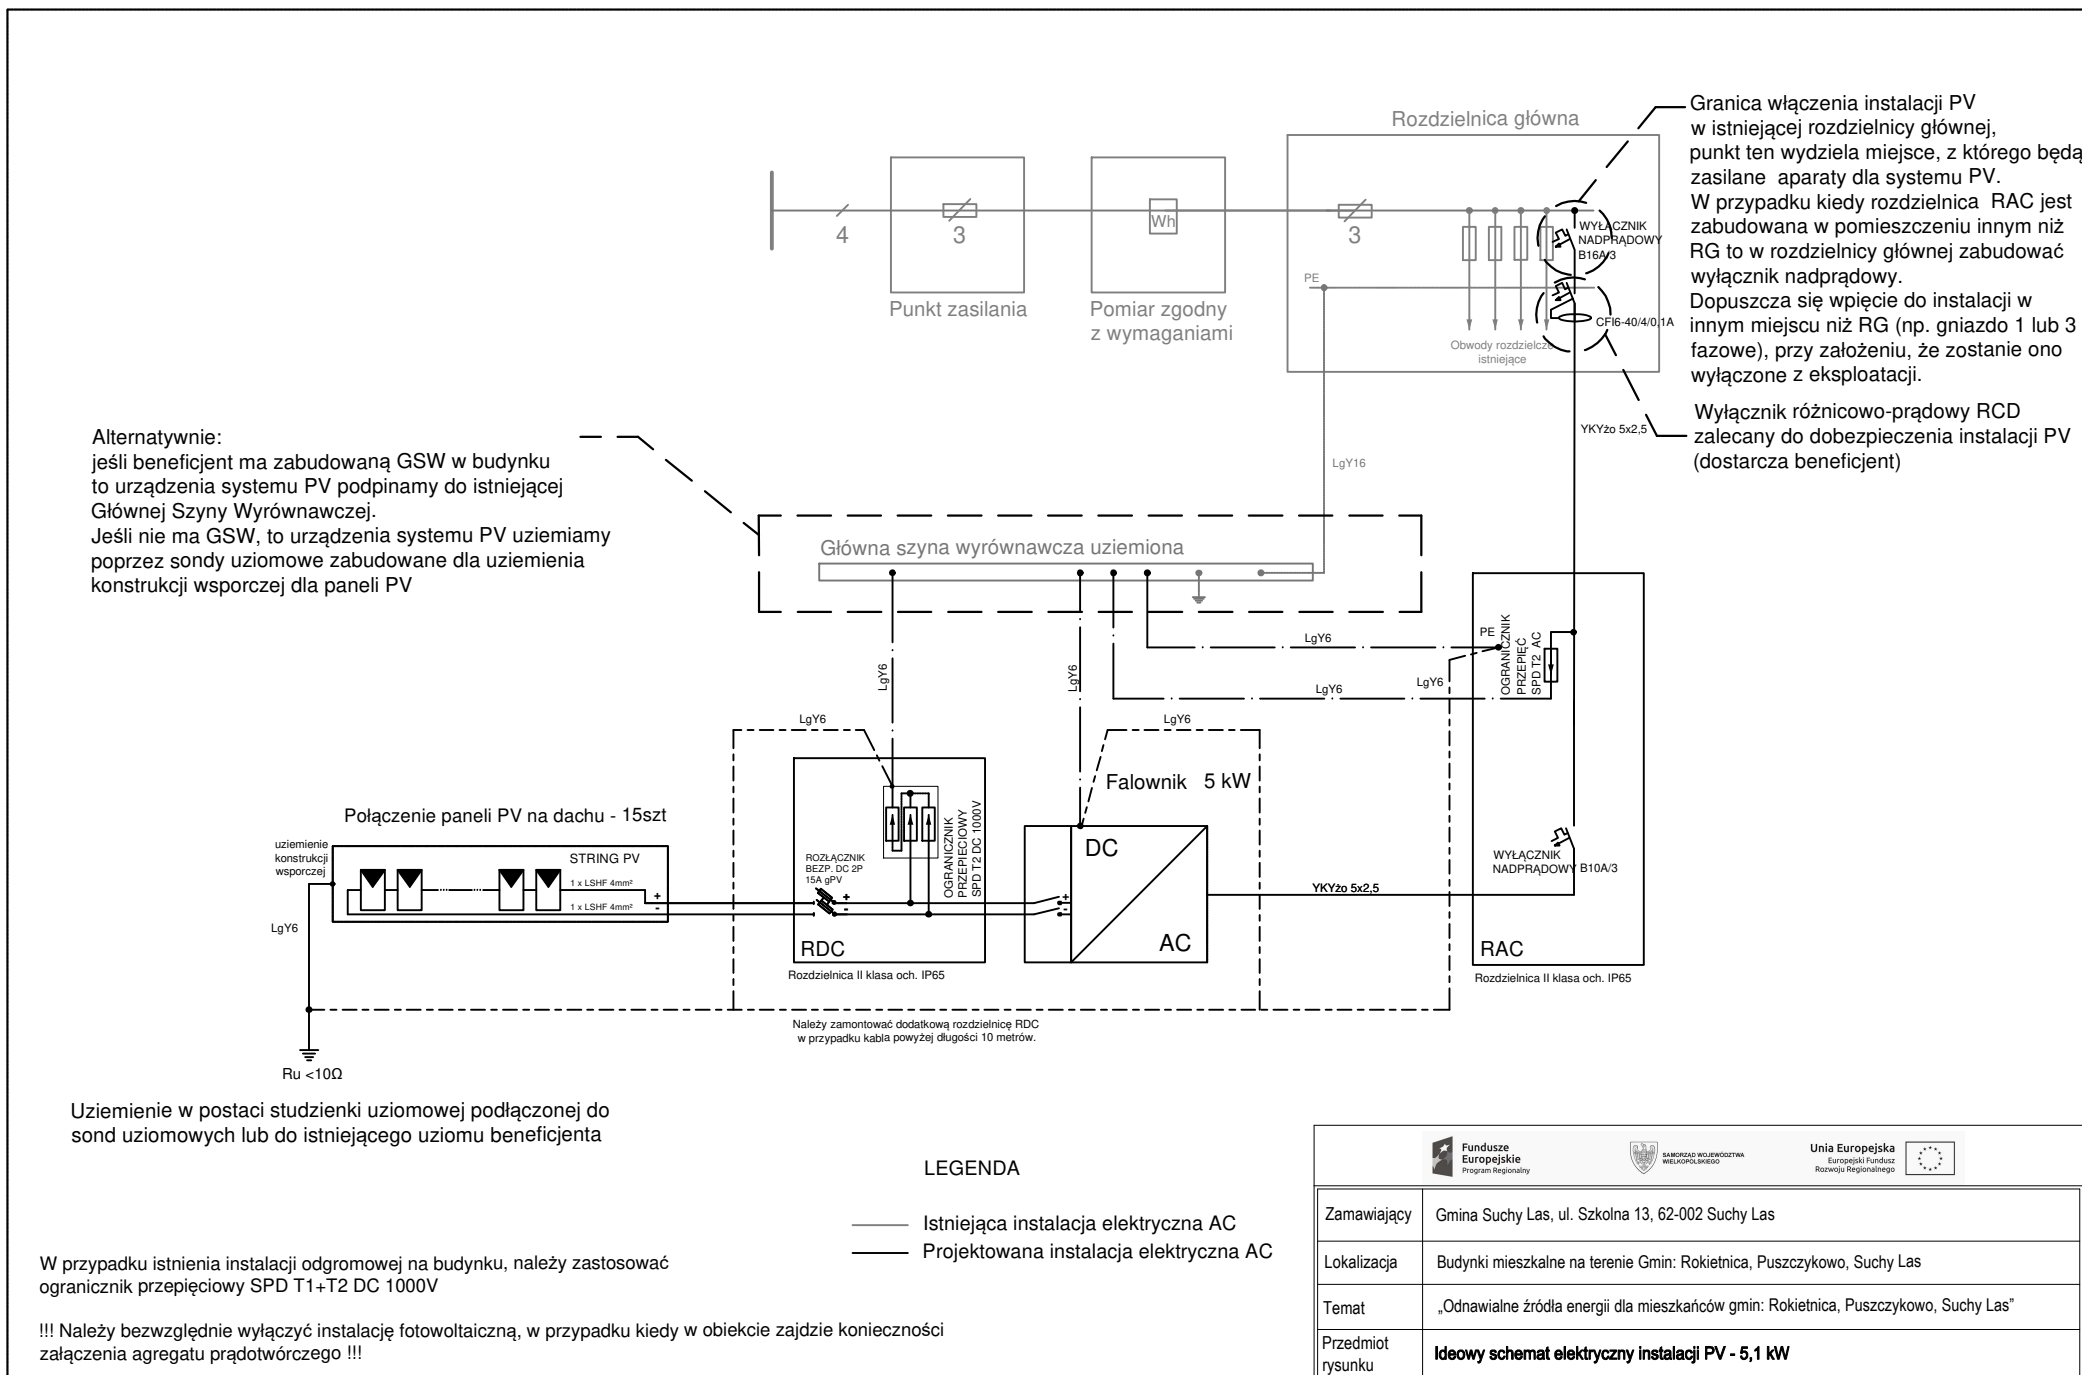 Rozdzielnica główna
Granica włączenia instalacji PV
w istniejącej rozdzielnicy głównej,
punkt ten wydziela miejsce, z którego będą
zasilane aparaty dla systemu PV.
W przypadku kiedy rozdzielnica RAC jest
zabudowana w pomieszczeniu innym niż
RG to w rozdzielnicy głównej zabudować
wyłącznik nadprądowy.
Dopuszcza się wpięcie do instalacji w
innym miejscu niż RG (np. gniazdo 1 lub 3
fazowe), przy założeniu, że zostanie ono
wyłączone z eksploatacji.
Wyłącznik różnicowo-prądowy RCD
zalecany do dobezpieczenia instalacji PV
(dostarcza beneficjent)
4
3
Wh
3
WYŁĄCZNIK
NADPRĄDOWY
B16A/3
PE
CFI6-40/4/0,1A
Obwody rozdzielcze
istniejące
Punkt zasilania
Pomiar zgodny
z wymaganiami
YKYżo 5x2,5
LgY16
Alternatywnie:
jeśli beneficjent ma zabudowaną GSW w budynku
to urządzenia systemu PV podpinamy do istniejącej
Głównej Szyny Wyrównawczej.
Jeśli nie ma GSW, to urządzenia systemu PV uziemiamy
poprzez sondy uziomowe zabudowane dla uziemienia
konstrukcji wsporczej dla paneli PV
Główna szyna wyrównawcza uziemiona
LgY6
LgY6
LgY6
LgY6
LgY6
PE
OGRANICZNIK
PRZEPIĘĆ
SPD T2 AC
LgY6
LgY6
Falownik 5 kW
Połączenie paneli PV na dachu - 15szt
uziemienie
konstrukcji
wsporczej
STRING PV
1 x LSHF 4mm²
1 x LSHF 4mm²
+
-
LgY6
ROZŁĄCZNIK
BEZP. DC 2P
15A gPV
+
-
OGRANICZNIK
PRZEPIECIOWY
SPD T2 DC 1000V
RDC
Rozdzielnica II klasa och. IP65
+
-
DC
AC
YKYżo 5x2,5
WYŁĄCZNIK
NADPRĄDOWY B10A/3
RAC
Rozdzielnica II klasa och. IP65
Należy zamontować dodatkową rozdzielnicę RDC
w przypadku kabla powyżej długości 10 metrów.
Ru <10Ω
Uziemienie w postaci studzienki uziomowej podłączonej do
sond uziomowych lub do istniejącego uziomu beneficjenta
LEGENDA
Istniejąca instalacja elektryczna AC
Projektowana instalacja elektryczna AC
W przypadku istnienia instalacji odgromowej na budynku, należy zastosować
ogranicznik przepięciowy SPD T1+T2 DC 1000V
!!! Należy bezwzględnie wyłączyć instalację fotowoltaiczną, w przypadku kiedy w obiekcie zajdzie konieczności
załączenia agregatu prądotwórczego !!!
Fundusze
Europejskie
Program Regionalny
SAMORZĄD WOJEWÓDZTWA
WIELKOPOLSKIEGO
Unia Europejska
Europejski Fundusz
Rozwoju Regionalnego
Zamawiający
Gmina Suchy Las, ul. Szkolna 13, 62-002 Suchy Las
Lokalizacja
Budynki mieszkalne na terenie Gmin: Rokietnica, Puszczykowo, Suchy Las
Temat
„Odnawialne źródła energii dla mieszkańców gmin: Rokietnica, Puszczykowo, Suchy Las”
Przedmiot
rysunku
Ideowy schemat elektryczny instalacji PV - 5,1 kW